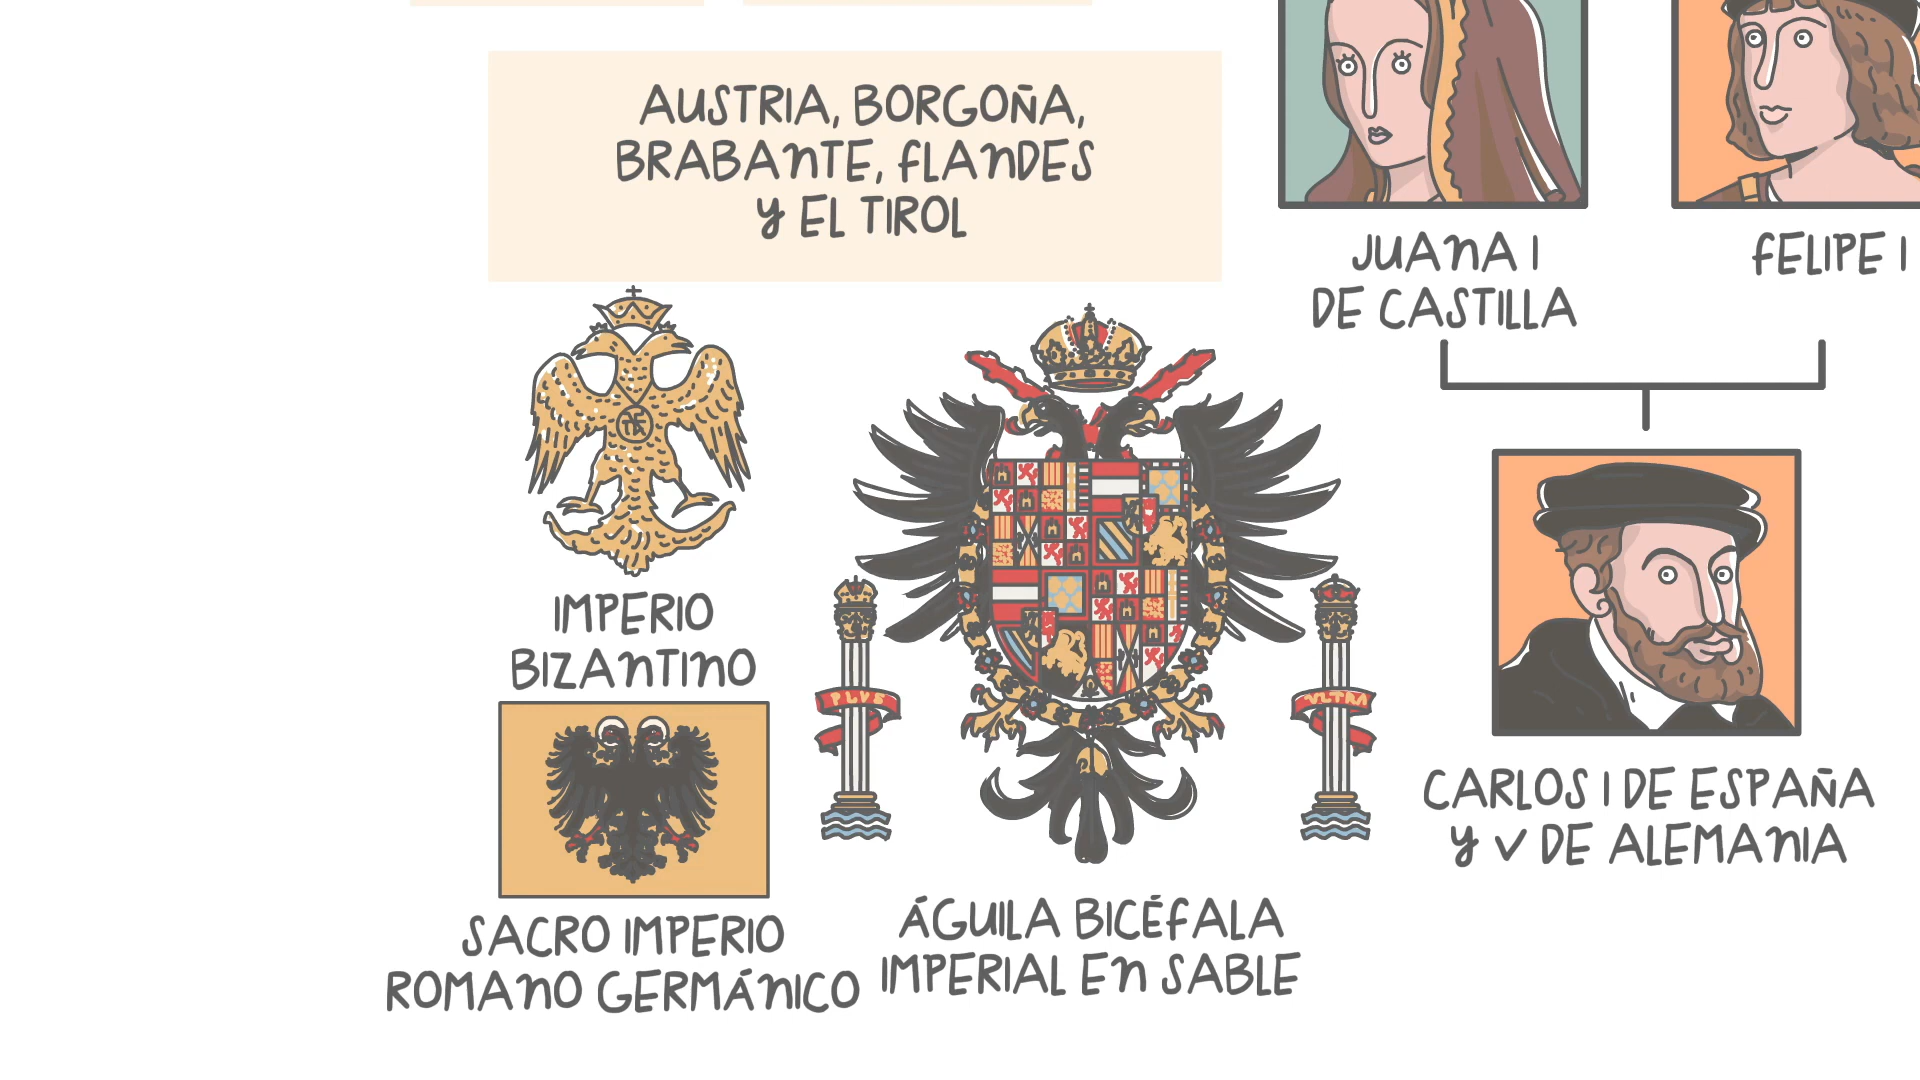 AUSTRIA, BORGOÑA,
BRABANTE, FLANDES
Y EL TIROL
JUANA I
DE CASTILLA
FELIPE I
IMPERIO
BIZANTINO
PLVS
VLTRA
CARLOS I DE ESPAÑA
Y V DE ALEMANIA
SACRO IMPERIO
ROMANO GERMÁNICO
ÁGUILA BICÉFALA
IMPERIAL EN SABLE